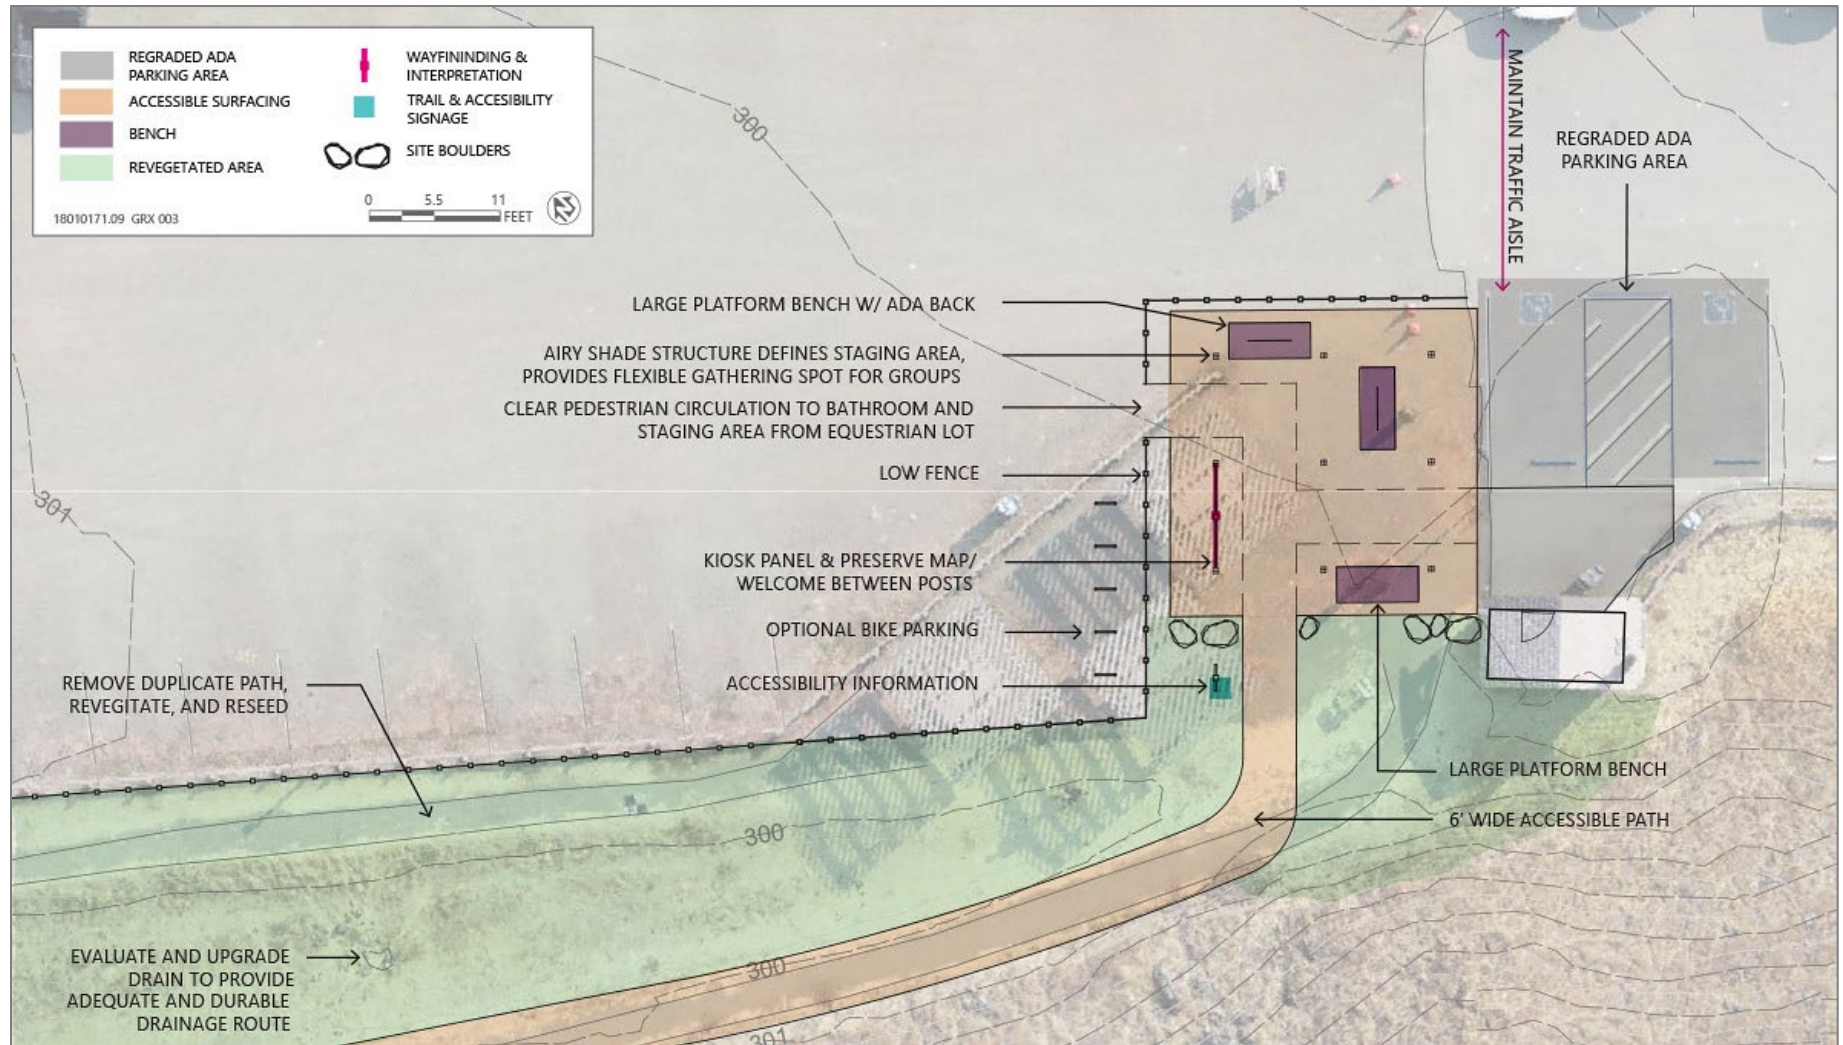 REGRADED ADA
PARKING AREA
ACCESSIBLE SURFACING
BENCH
REVEGETATED AREA
WAYFININDING &
INTERPRETATION
TRAIL & ACCESIBILITY
SIGNAGE
SITE BOULDERS
0 5.5 11
FEET
18010171.09 GRX 003
300
MAINTAIN TRAFFIC AISLE
REGRADED ADA
PARKING AREA
LARGE PLATFORM BENCH W/ ADA BACK
AIRY SHADE STRUCTURE DEFINES STAGING AREA,
PROVIDES FLEXIBLE GATHERING SPOT FOR GROUPS
CLEAR PEDESTRIAN CIRCULATION TO BATHROOM AND
STAGING AREA FROM EQUESTRIAN LOT
LOW FENCE
301
KIOSK PANEL & PRESERVE MAP/
WELCOME BETWEEN POSTS
OPTIONAL BIKE PARKING
ACCESSIBILITY INFORMATION
REMOVE DUPLICATE PATH,
REVEGITATE, AND RESEED
LARGE PLATFORM BENCH
6' WIDE ACCESSIBLE PATH
300
EVALUATE AND UPGRADE
DRAIN TO PROVIDE
ADEQUATE AND DURABLE
DRAINAGE ROUTE
300
301